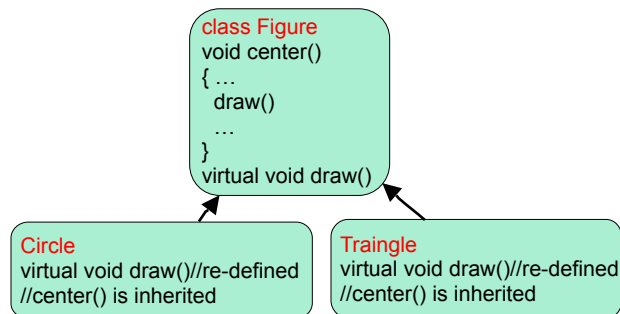 class Figure
void center()
{ …
draw()
…
}
virtual void draw()
Circle
virtual void draw()//re-defined
//center() is inherited
Traingle
virtual void draw()//re-defined
//center() is inherited